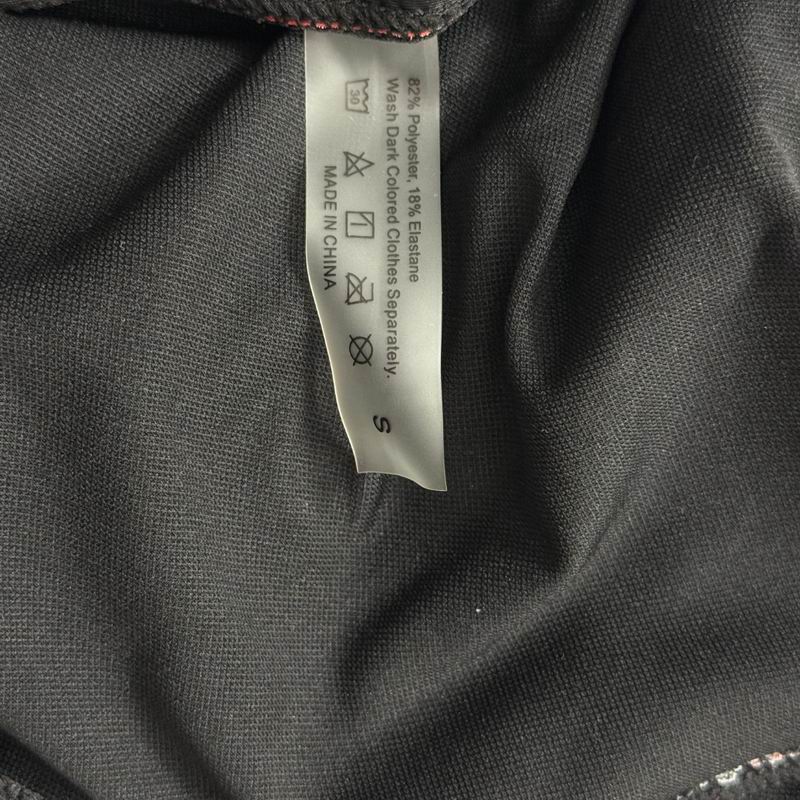 82% Polyester, 18% Elastane
Wash Dark Colored Clothes Separately.
30
MADE IN CHINA
S